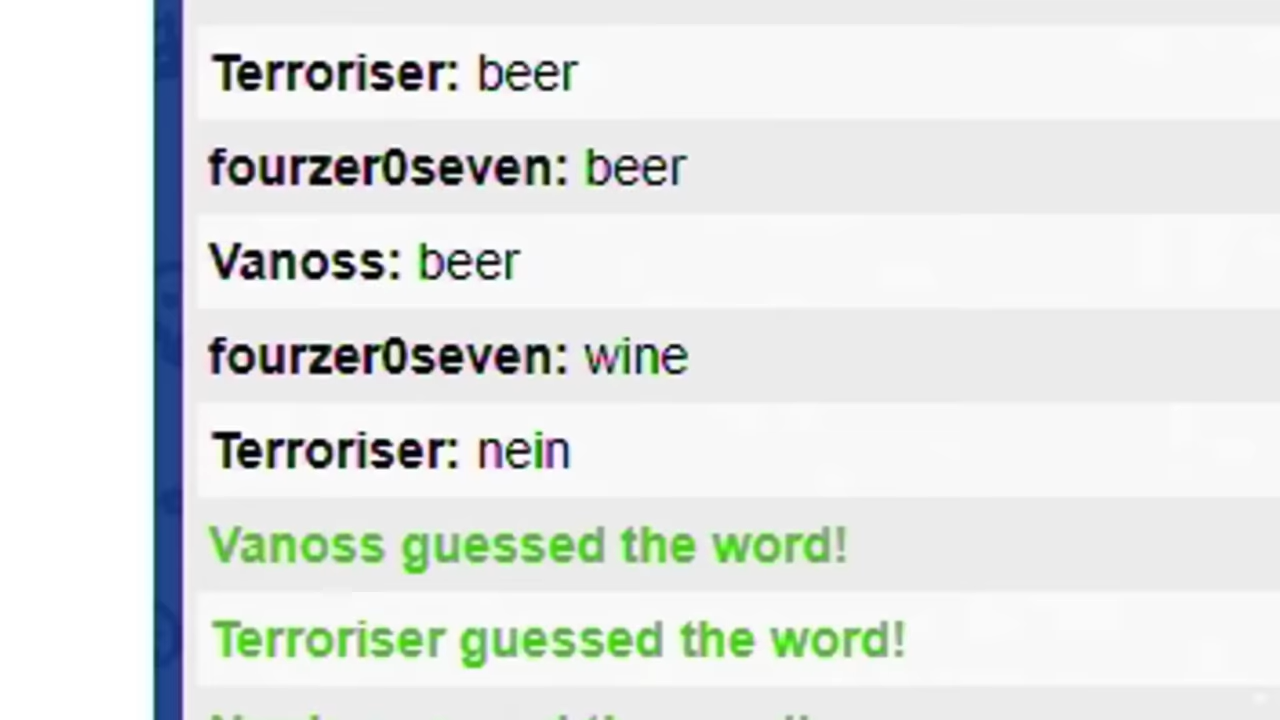 Terroriser: beer
fourzer0seven: beer
Vanoss: beer
fourzer0seven: wine
Terroriser: nein
Vanoss guessed the word!
Terroriser guessed the word!